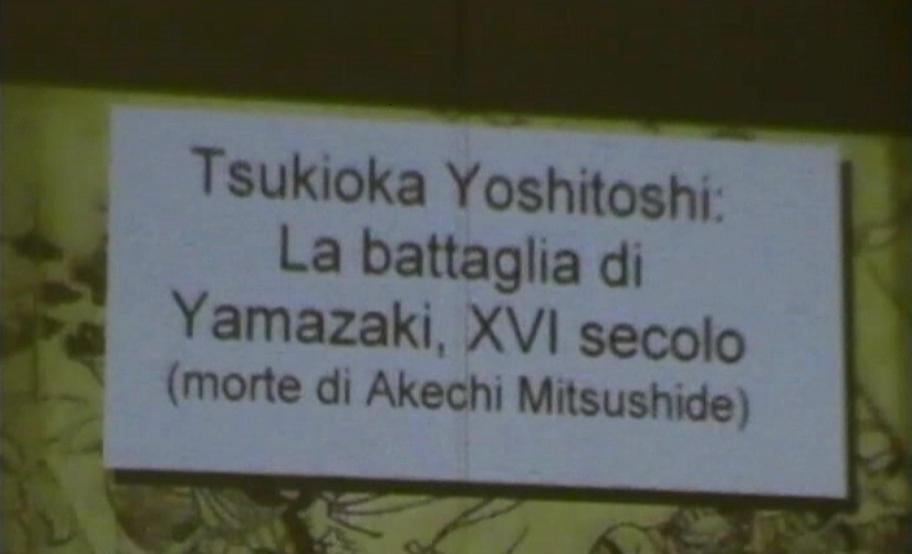 Tsukioka Yoshitoshi:
La battaglia di
Yamazaki, XVI secolo
(morte di Akechi Mitsushide)